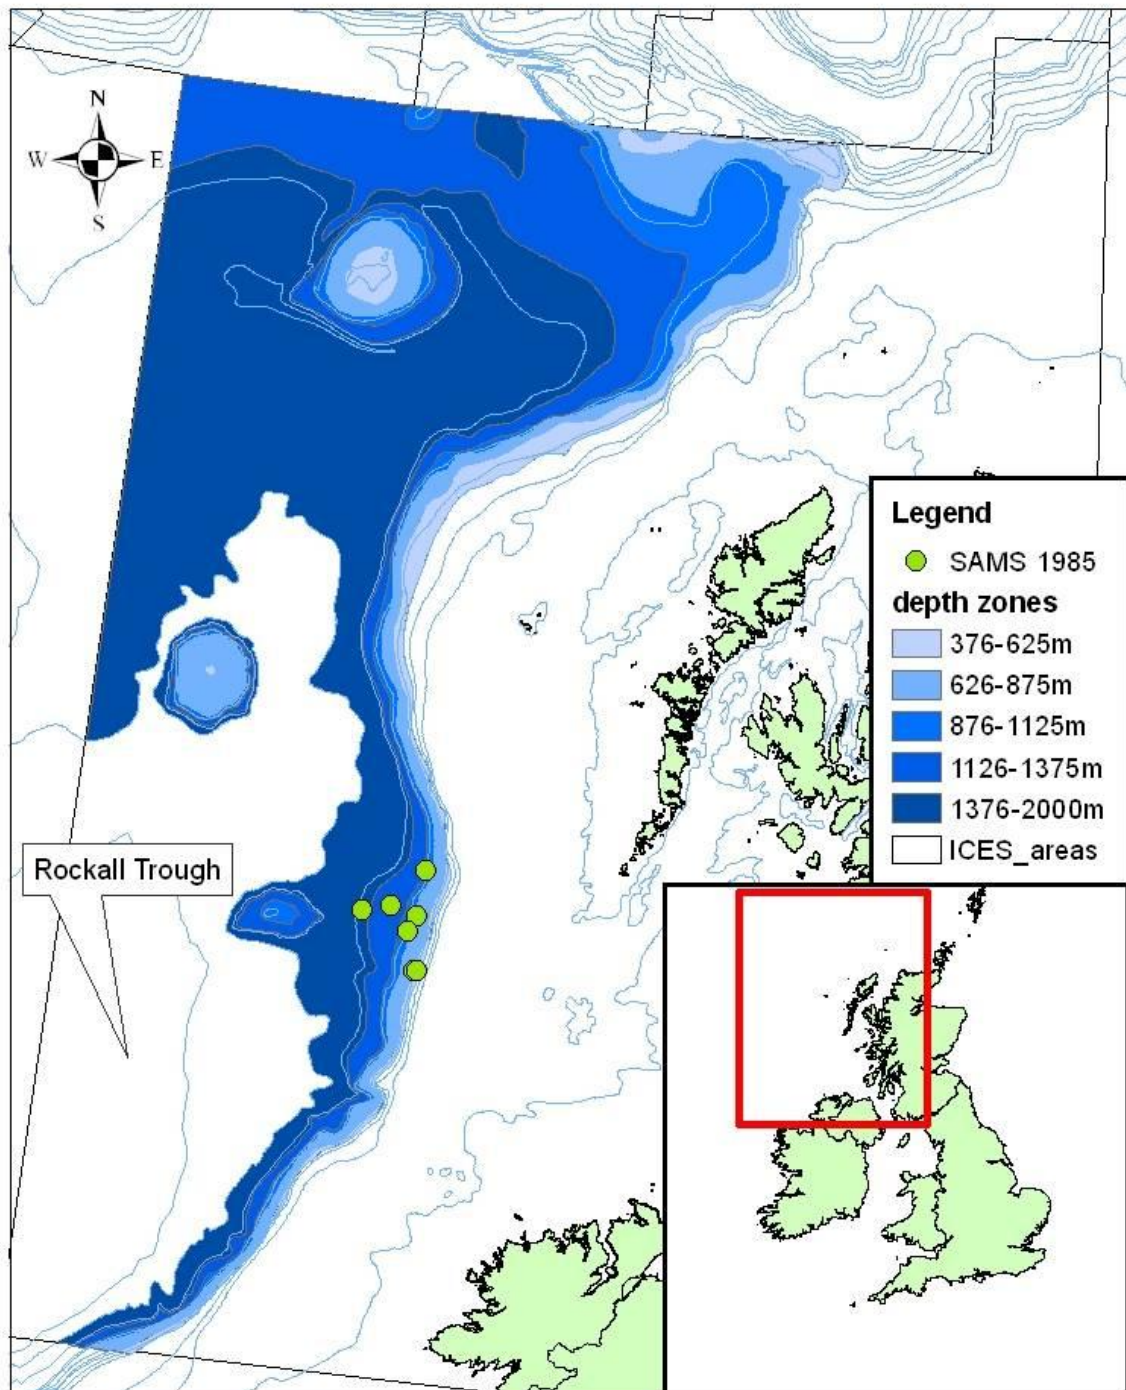 N
W E
S
Legend
SAMS 1985
depth zones
376-625m
626-875m
876-1125m
1126-1375m
1376-2000m
ICES_areas
Rockall Trough